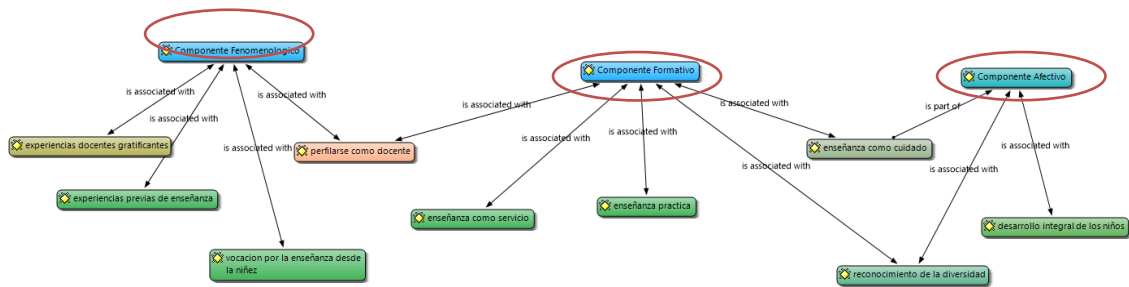 Componente Fenomenologico
Componente Formativo
Componente Afectivo
is associated with
is associated with
is associated with
is associated with
is associated with
is part of
is associated with
is associated with
experiencias docentes gratificantes
is associated with
perfilarse como docente
enseñanza como cuidado
is associated with
is associated with
is associated with
experiencias previas de enseñanza
enseñanza practica
enseñanza como servicio
desarrollo integral de los niños
vocacion por la enseñanza desde
la niñez
reconocimiento de la diversidad